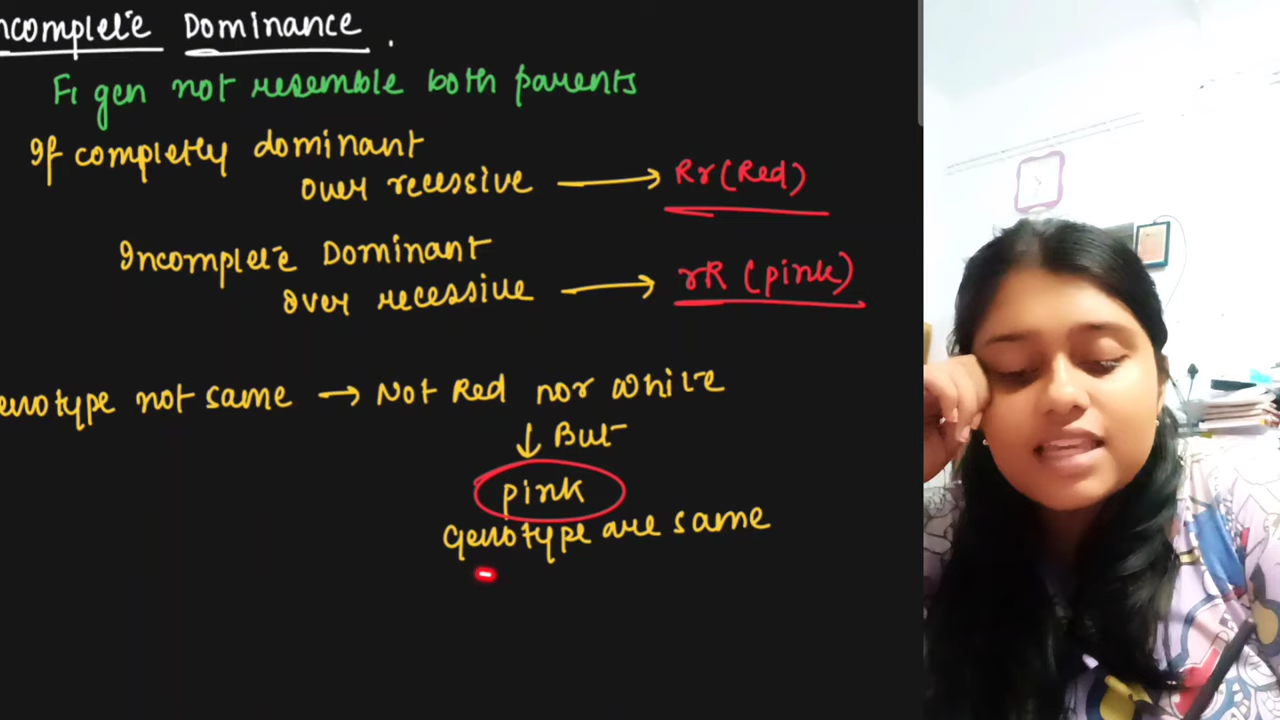 ncomplete Dominance .
F1 gen not resemble both parents
If completly dominant
over recessive → Rr (Red)
Incomplete Dominant
over recessive → rR (pink)
enotype not same → Not Red nor white
↓ But
pink
Genotype are same